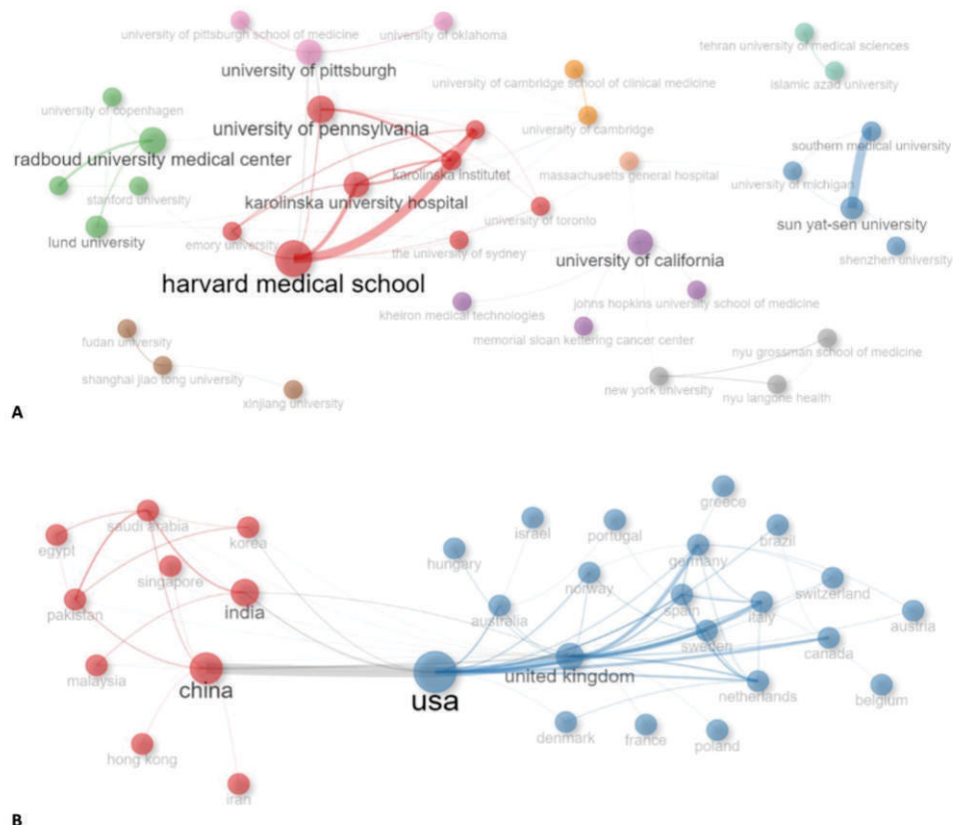 university of pittsburgh school of medicine
university of oklahoma
tehran university of medical sciences
university of pittsburgh
university of cambridge school of clinical medicine
islamic azad university
university of copenhagen
university of pennsylvania
university of cambridge
southern medical university
radboud university medical center
karolinska institutet
massachusetts general hospital
university of michigan
stanford university
karolinska university hospital
university of toronto
sun yat-sen university
lund university
emory university
the university of sydney
university of california
shenzhen university
harvard medical school
johns hopkins university school of medicine
kheiron medical technologies
fudan university
memorial sloan kettering cancer center
nyu grossman school of medicine
shanghai jiao tong university
new york university
nyu langone health
xinjiang university
A
greece
saudi arabia
israel
portugal
brazil
egypt
korea
hungary
germany
singapore
norway
switzerland
pakistan
india
australia
spain
italy
austria
sweden
canada
malaysia
china
usa
united kingdom
netherlands
belgium
denmark
france
poland
hong kong
iran
B